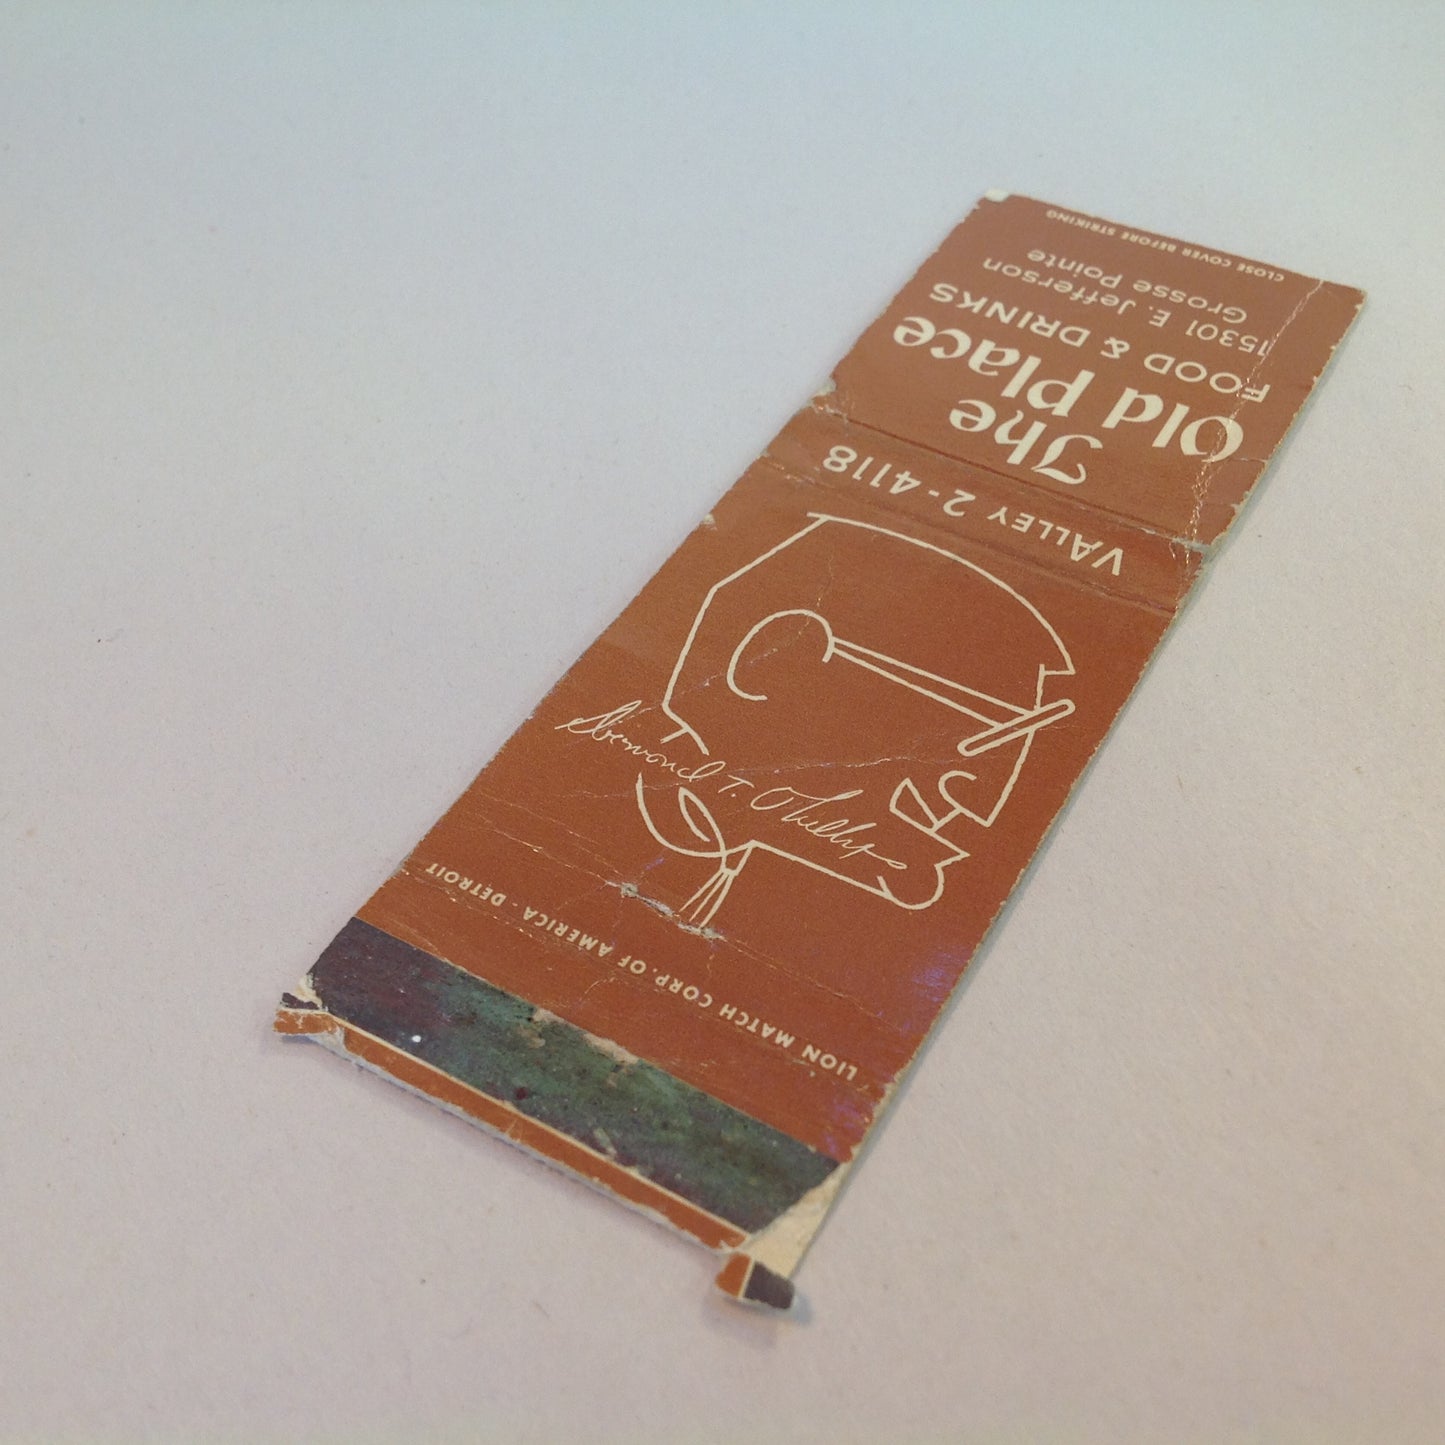 LION MATCH CORP. OF AMERICA - DETROIT
VALLEY 2-4118
The
Old Place
FOOD & DRINKS
15301 E. Jefferson
Grosse Pointe
CLOSE COVER BEFORE STRIKING